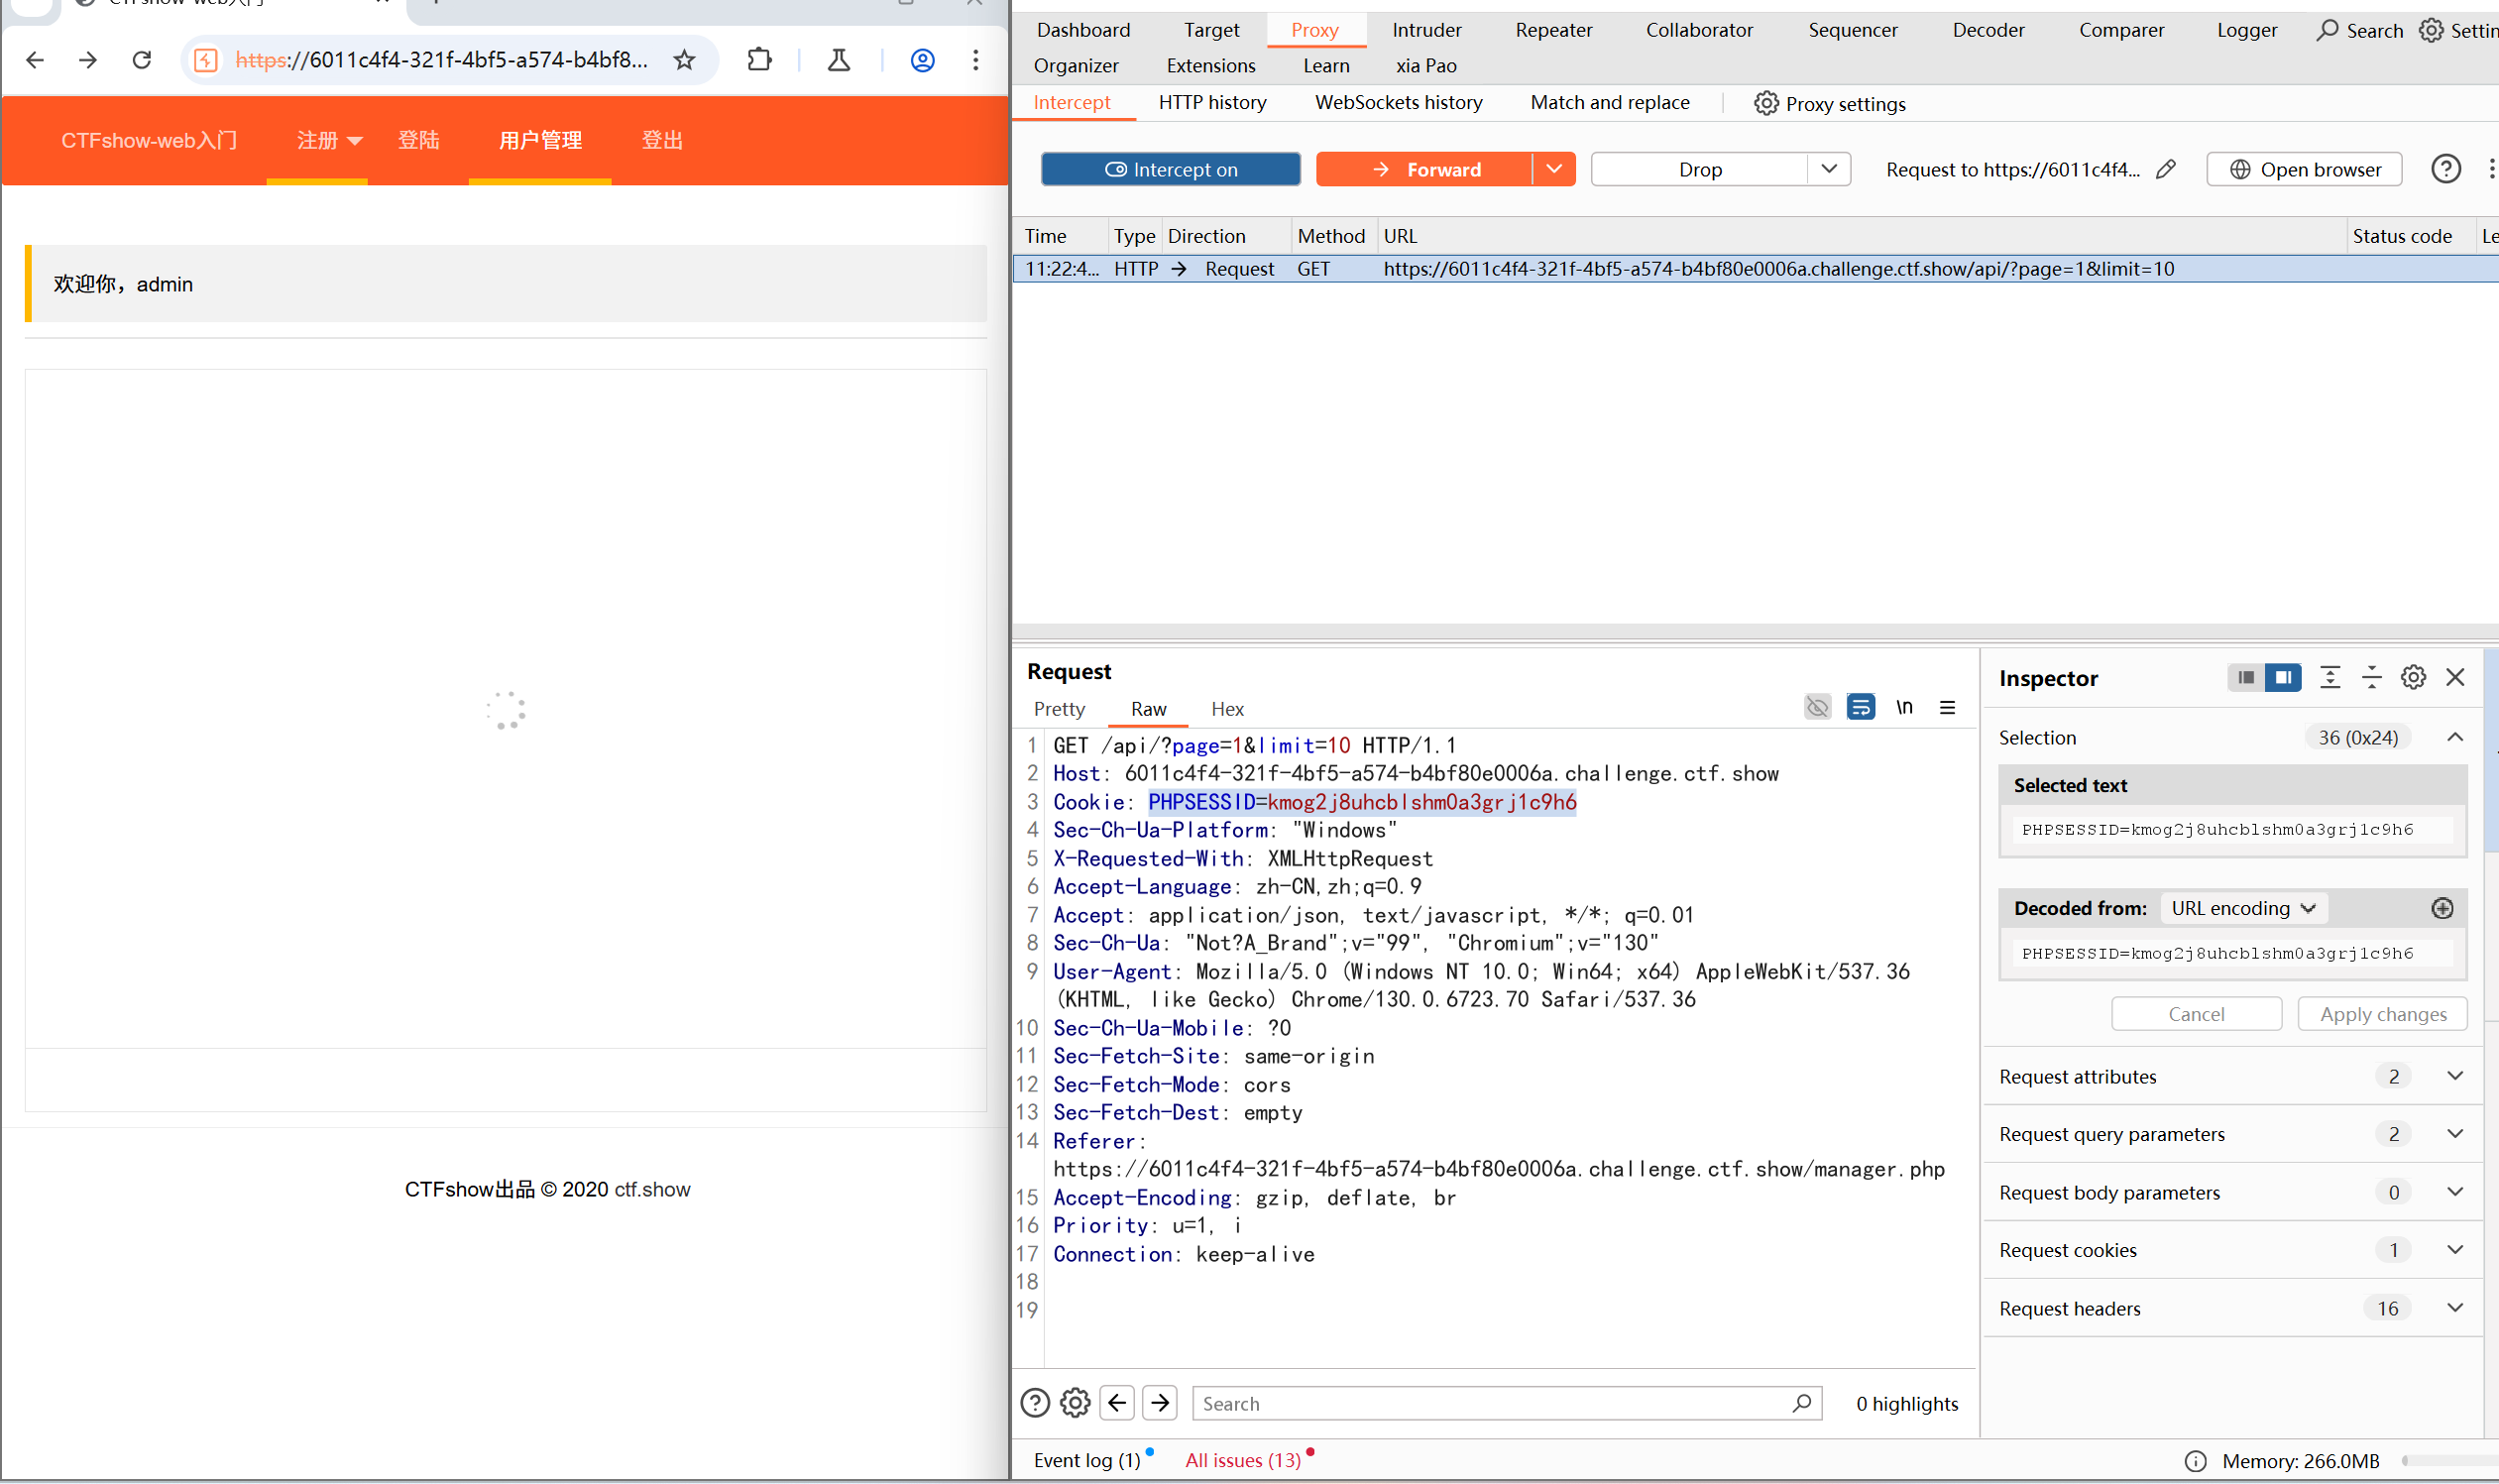 https://6011c4f4-321f-4bf5-a574-b4bf8...
CTFshow-web入门
注册
登陆
用户管理
登出
欢迎你，admin
CTFshow出品 © 2020 ctf.show
Dashboard
Target
Proxy
Intruder
Repeater
Collaborator
Sequencer
Decoder
Comparer
Logger
Search
Settin
Organizer
Extensions
Learn
xia Pao
Intercept
HTTP history
WebSockets history
Match and replace
Proxy settings
Intercept on
Forward
Drop
Request to https://6011c4f4...
Open browser
Time
Type
Direction
Method
URL
Status code
Le
11:22:4...
HTTP
Request
GET
https://6011c4f4-321f-4bf5-a574-b4bf80e0006a.challenge.ctf.show/api/?page=1&limit=10
Request
Pretty
Raw
Hex
\n
1 GET /api/?page=1&limit=10 HTTP/1.1
2 Host: 6011c4f4-321f-4bf5-a574-b4bf80e0006a.challenge.ctf.show
3 Cookie: PHPSESSID=kmog2j8uhcblshm0a3grj1c9h6
4 Sec-Ch-Ua-Platform: "Windows"
5 X-Requested-With: XMLHttpRequest
6 Accept-Language: zh-CN,zh;q=0.9
7 Accept: application/json, text/javascript, */*; q=0.01
8 Sec-Ch-Ua: "Not?A_Brand";v="99", "Chromium";v="130"
9 User-Agent: Mozilla/5.0 (Windows NT 10.0; Win64; x64) AppleWebKit/537.36
(KHTML, like Gecko) Chrome/130.0.6723.70 Safari/537.36
10 Sec-Ch-Ua-Mobile: ?0
11 Sec-Fetch-Site: same-origin
12 Sec-Fetch-Mode: cors
13 Sec-Fetch-Dest: empty
14 Referer:
https://6011c4f4-321f-4bf5-a574-b4bf80e0006a.challenge.ctf.show/manager.php
15 Accept-Encoding: gzip, deflate, br
16 Priority: u=1, i
17 Connection: keep-alive
18
19
Search
0 highlights
Inspector
Selection
36 (0x24)
Selected text
PHPSESSID=kmog2j8uhcblshm0a3grj1c9h6
Decoded from:
URL encoding
PHPSESSID=kmog2j8uhcblshm0a3grj1c9h6
Cancel
Apply changes
Request attributes
2
Request query parameters
2
Request body parameters
0
Request cookies
1
Request headers
16
Event log (1)
All issues (13)
Memory: 266.0MB